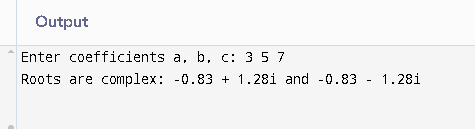 Output
Enter coefficients a, b, c: 3 5 7
Roots are complex: -0.83 + 1.28i and -0.83 - 1.28i